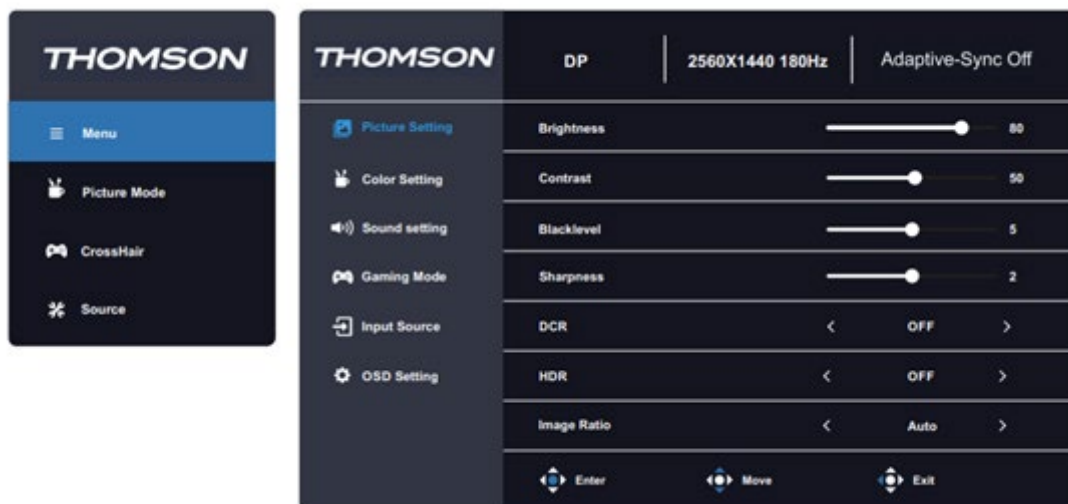 THOMSON
Menu
Picture Mode
CrossHair
Source
THOMSON
DP
2560X1440 180Hz
Adaptive-Sync Off
Picture Setting
Color Setting
Sound setting
Gaming Mode
Input Source
OSD Setting
Brightness 80
Contrast 50
Blacklevel 5
Sharpness 2
DCR < OFF >
HDR < OFF >
Image Ratio < Auto >
Enter Move Exit